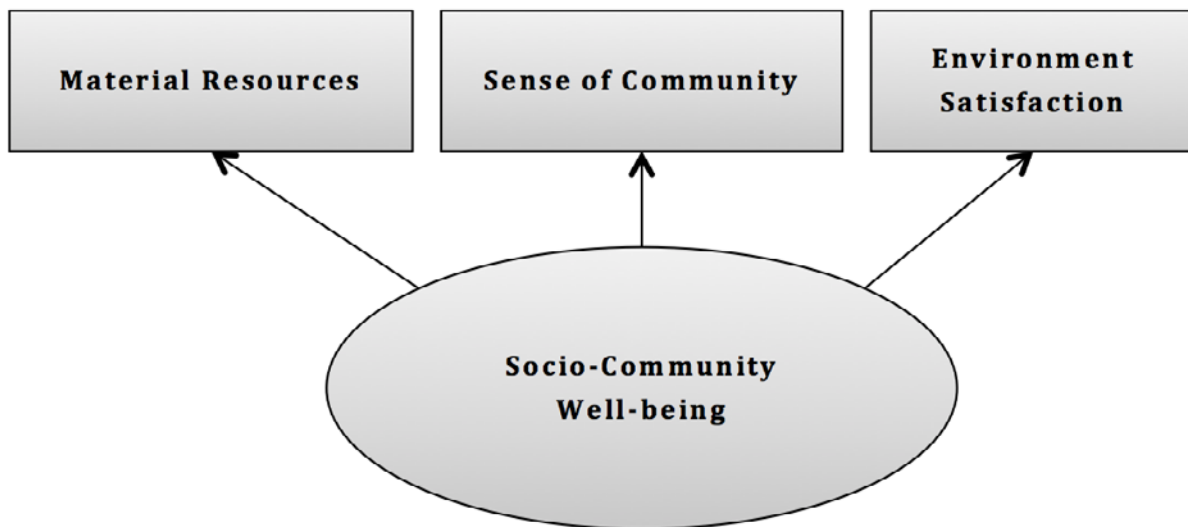 Material Resources
Sense of Community
Environment
Satisfaction
Socio-Community
Well-being